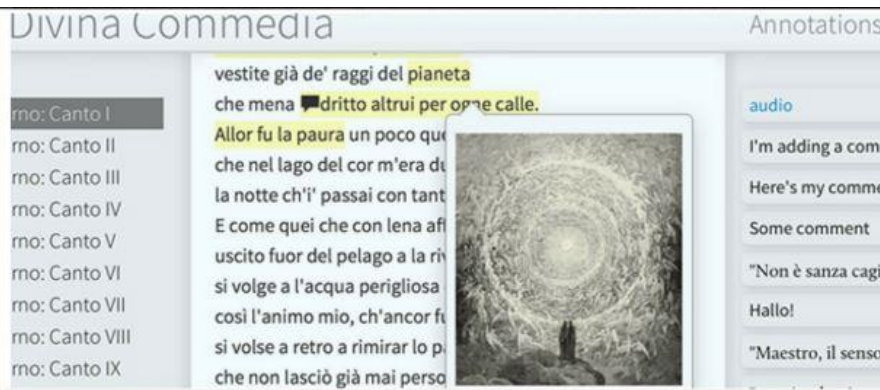 Divina Commedia
Annotations
rno: Canto I
rno: Canto II
rno: Canto III
rno: Canto IV
rno: Canto V
rno: Canto VI
rno: Canto VII
rno: Canto VIII
rno: Canto IX
vestite già de' raggi del pianeta
che mena dritto altrui per ogne calle.
Allor fu la paura un poco que
che nel lago del cor m'era du
la notte ch'i' passai con tant
E come quei che con lena aff
uscito fuor del pelago a la riv
si volge a l'acqua perigliosa
così l'animo mio, ch'ancor fu
si volse a retro a rimirar lo pa
che non lasciò già mai perso
audio
I'm adding a com
Here's my comme
Some comment
"Non è sanza cagi
Hallo!
"Maestro, il senso